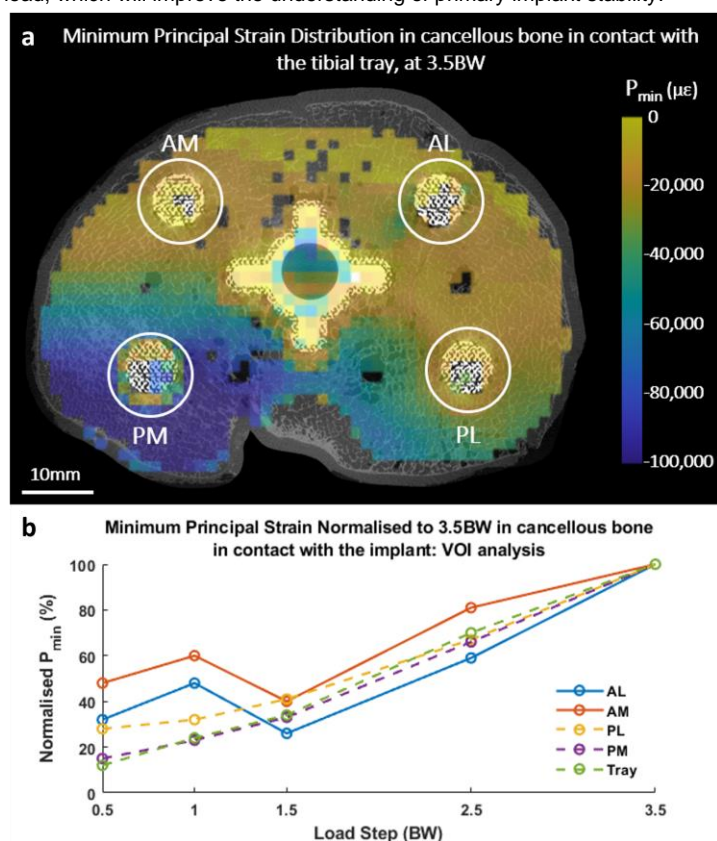 load, which will improve the understanding of primary implant stability.
a Minimum Principal Strain Distribution in cancellous bone in contact with
the tibial tray, at 3.5BW
Pmin (με)
0
-20,000
-40,000
-60,000
-80,000
-100,000
AM
AL
PM
PL
10mm
b Minimum Principal Strain Normalised to 3.5BW in cancellous bone
in contact with the implant: VOI analysis
Normalised Pmin (%)
100
80
60
40
20
0
AL
AM
PL
PM
Tray
0.5 1 1.5 2.5 3.5
Load Step (BW)